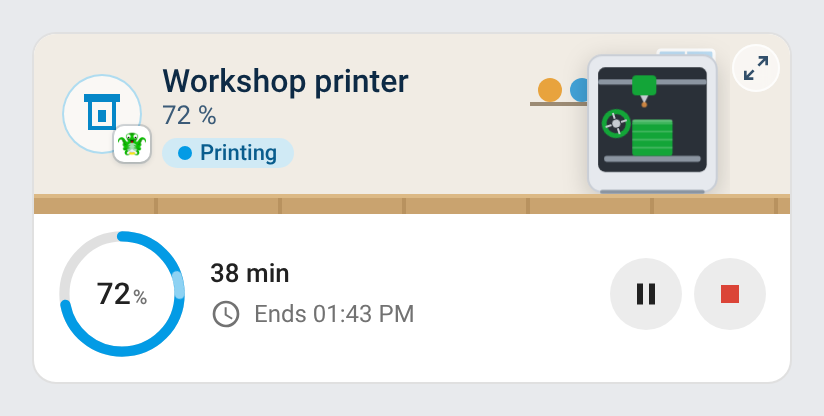 Workshop printer
72 %
Printing
72%
38 min
Ends 01:43 PM